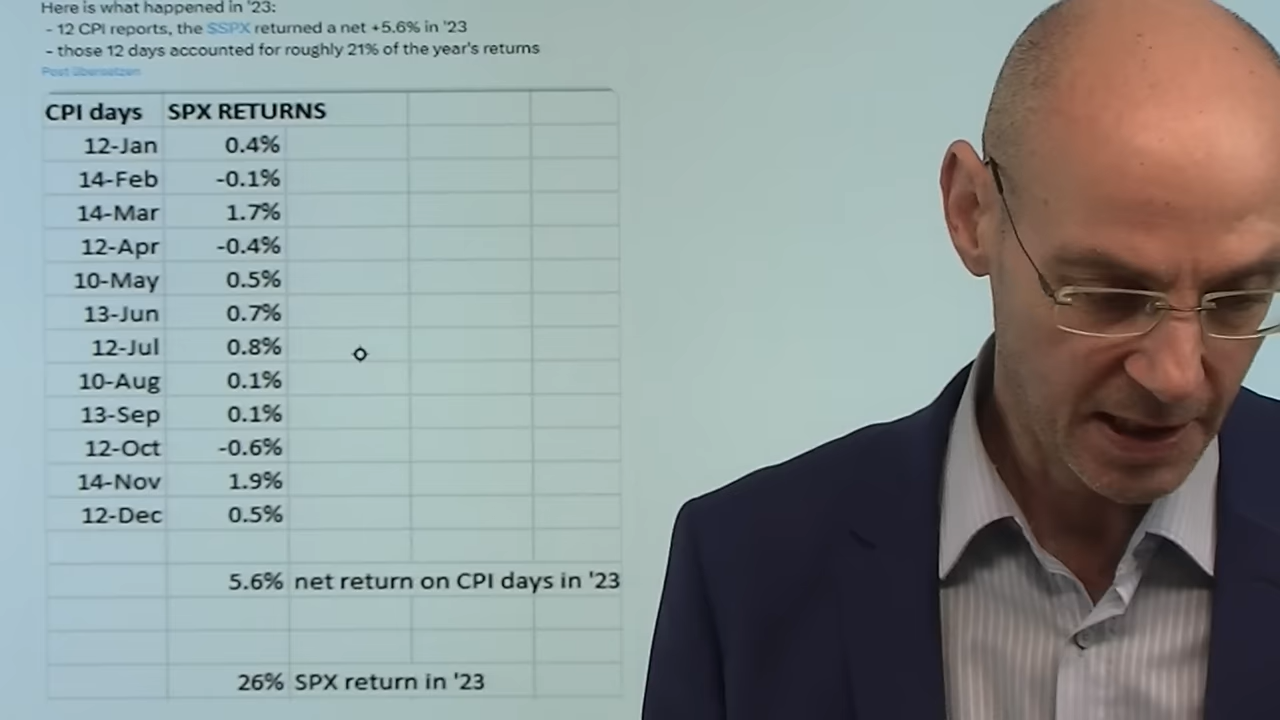 Here is what happened in '23:
- 12 CPI reports, the $SPX returned a net +5.6% in '23
- those 12 days accounted for roughly 21% of the year's returns
Post übersetzen
CPI days SPX RETURNS
12-Jan 0.4%
14-Feb -0.1%
14-Mar 1.7%
12-Apr -0.4%
10-May 0.5%
13-Jun 0.7%
12-Jul 0.8%
10-Aug 0.1%
13-Sep 0.1%
12-Oct -0.6%
14-Nov 1.9%
12-Dec 0.5%
5.6% net return on CPI days in '23
26% SPX return in '23